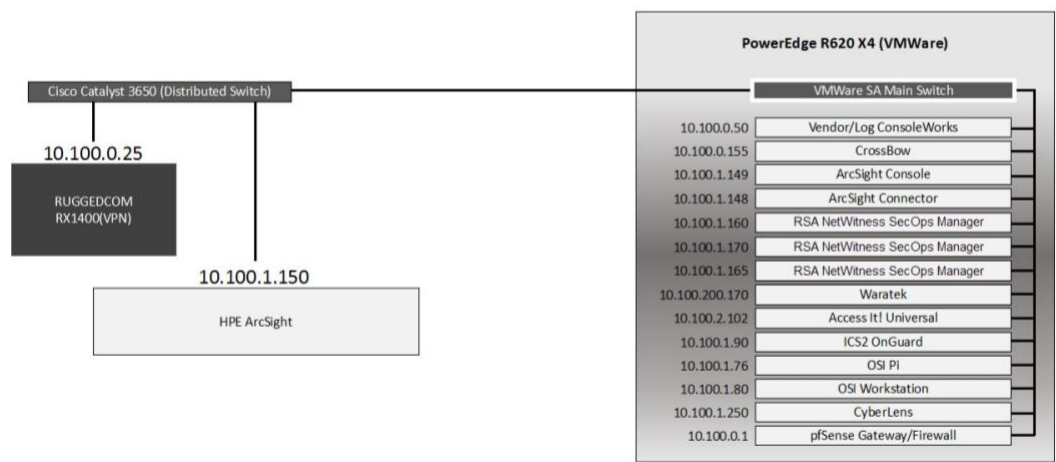 PowerEdge R620 X4 (VMWare)
Cisco Catalyst 3650 (Distributed Switch)
VMWare SA Main Switch
10.100.0.25
RUGGEDCOM
RX1400(VPN)
10.100.1.150
HPE ArcSight
10.100.0.50 Vendor/Log ConsoleWorks
10.100.0.155 CrossBow
10.100.1.149 ArcSight Console
10.100.1.148 ArcSight Connector
10.100.1.160 RSA NetWitness SecOps Manager
10.100.1.170 RSA NetWitness SecOps Manager
10.100.1.165 RSA NetWitness SecOps Manager
10.100.200.170 Waratek
10.100.2.102 Access It! Universal
10.100.1.90 ICS2 OnGuard
10.100.1.76 OSI Pi
10.100.1.80 OSI Workstation
10.100.1.250 CyberLens
10.100.0.1 pfSense Gateway/Firewall